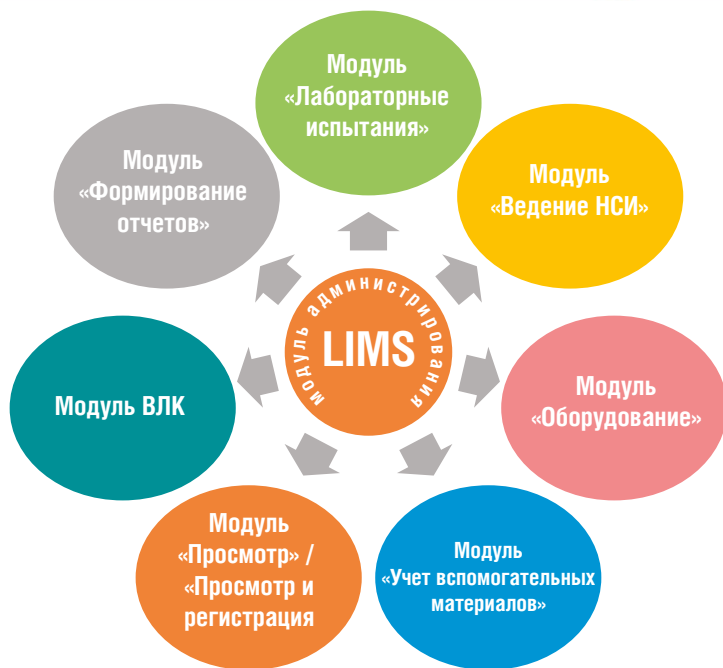 Модуль
«Лабораторные
испытания»
Модуль
«Формирование
отчетов»
Модуль
«Ведение НСИ»
модуль администрирования
LIMS
Модуль ВЛК
Модуль
«Оборудование»
Модуль
«Просмотр» /
«Просмотр и
регистрация
Модуль
«Учет вспомогательных
материалов»